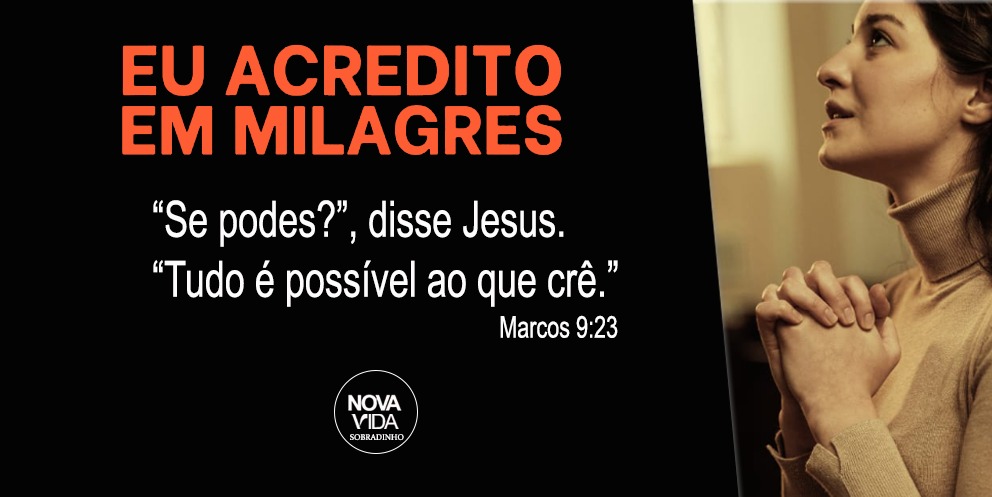 EU ACREDITO
EM MILAGRES
“Se podes?”, disse Jesus.
“Tudo é possível ao que crê.”
Marcos 9:23
NOVA
VIDA
SOBRADINHO